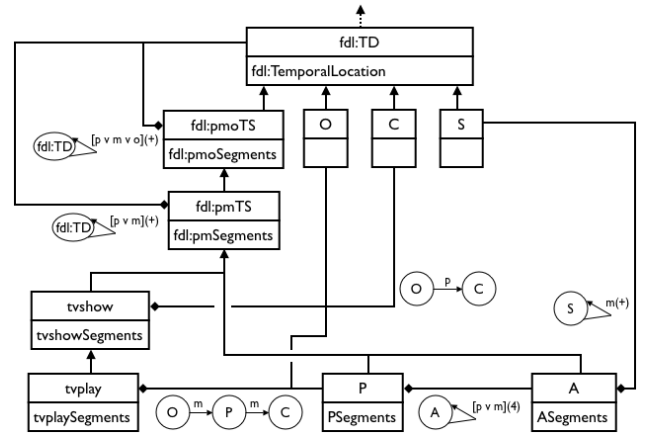 fdl:TD
fdl:TemporalLocation
fdl:pmoTS
O
C
S
fdl:TD
[p v m v o](+)
fdl:pmoSegments
fdl:pmTS
fdl:TD
[p v m](+)
fdl:pmSegments
O
p
C
tvshow
S
m(+)
tvshowSegments
tvplay
P
A
O
m
P
m
C
A
[p v m](4)
tvplaySegments
PSegments
ASegments